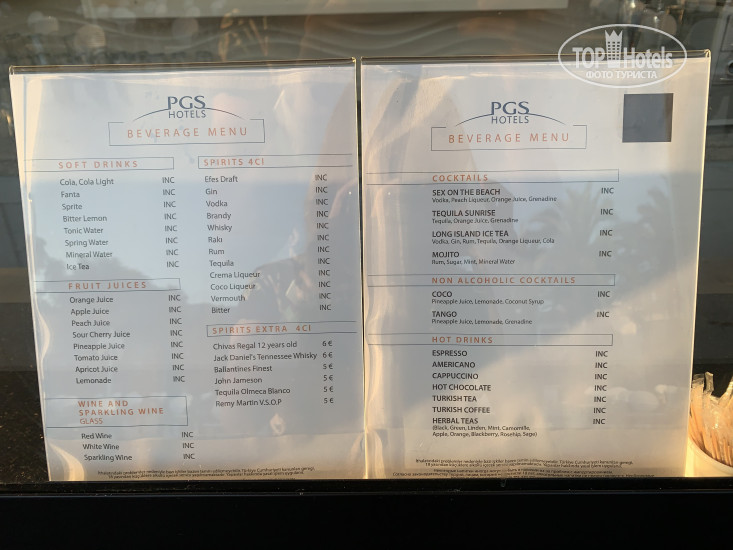 TOP Hotels
ФОТО ТУРИСТА
PGS
HOTELS
BEVERAGE MENU
SOFT DRINKS
Cola, Cola Light INC
Fanta INC
Sprite INC
Bitter Lemon INC
Tonic Water INC
Spring Water INC
Mineral Water INC
Ice Tea INC
FRUIT JUICES
Orange Juice INC
Apple Juice INC
Peach Juice INC
Sour Cherry Juice INC
Pineapple Juice INC
Tomato Juice INC
Apricot Juice INC
Lemonade INC
WINE AND
SPARKLING WINE
GLASS
Red Wine INC
White Wine INC
Sparkling Wine INC
SPIRITS 4Cl
Efes Draft INC
Gin INC
Vodka INC
Brandy INC
Whisky INC
Raki INC
Rum INC
Tequila INC
Crema Liqueur INC
Coco Liqueur INC
Vermouth INC
Bitter INC
SPIRITS EXTRA 4Cl
Chivas Regal 12 years old 6 €
Jack Daniel's Tennessee Whisky 6 €
Ballantines Finest 5 €
John Jameson 5 €
Tequila Olmeca Blanco 5 €
Remy Martin V.S.O.P 5 €
PGS
HOTELS
BEVERAGE MENU
COCKTAILS
SEX ON THE BEACH INC
Vodka, Peach Liqueur, Orange Juice, Grenadine
TEQUILA SUNRISE INC
Tequila, Orange Juice, Grenadine
LONG ISLAND ICE TEA INC
Vodka, Gin, Rum, Tequila, Orange Liqueur, Cola
MOJITO INC
Rum, Sugar, Mint, Mineral Water
NON ALCOHOLIC COCKTAILS
COCO INC
Pineapple Juice, Lemonade, Coconut Syrup
TANGO INC
Pineapple Juice, Lemonade, Grenadine
HOT DRINKS
ESPRESSO INC
AMERICANO INC
CAPPUCCINO INC
HOT CHOCOLATE INC
TURKISH TEA INC
TURKISH COFFEE INC
HERBAL TEAS INC
(Black, Green, Linden, Mint, Camomille,
Apple, Orange, Blackberry, Rosehip, Sage)